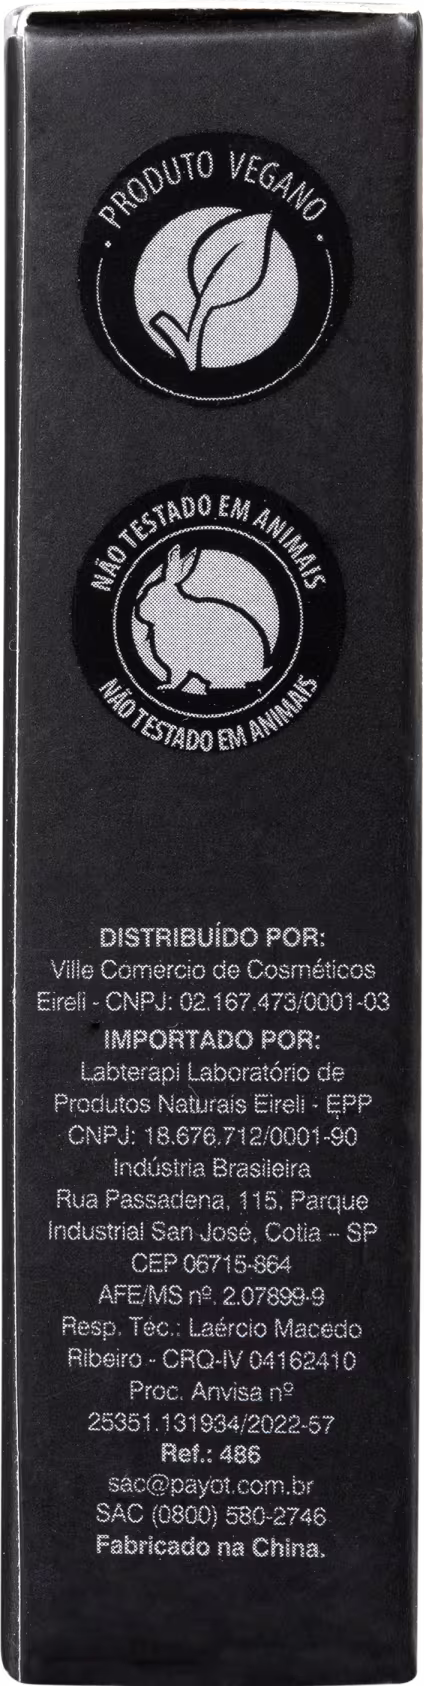 PRODUTO VEGANO
NÃO TESTADO EM ANIMAIS
NÃO TESTADO EM ANIMAIS
DISTRIBUÍDO POR:
Ville Comércio de Cosméticos
Eireli - CNPJ: 02.167.473/0001-03
IMPORTADO POR:
Labterapi Laboratório de
Produtos Naturais Eireli - EPP
CNPJ: 18.676.712/0001-90
Indústria Brasileira
Rua Passadena, 115, Parque
Industrial San José, Cotia - SP
CEP 06715-864
AFE/MS nº. 2.07899-9
Resp. Téc.: Laércio Macedo
Ribeiro - CRQ-IV 04162410
Proc. Anvisa nº
25351.131934/2022-57
Ref.: 486
sac@payot.com.br
SAC (0800) 580-2746
Fabricado na China.